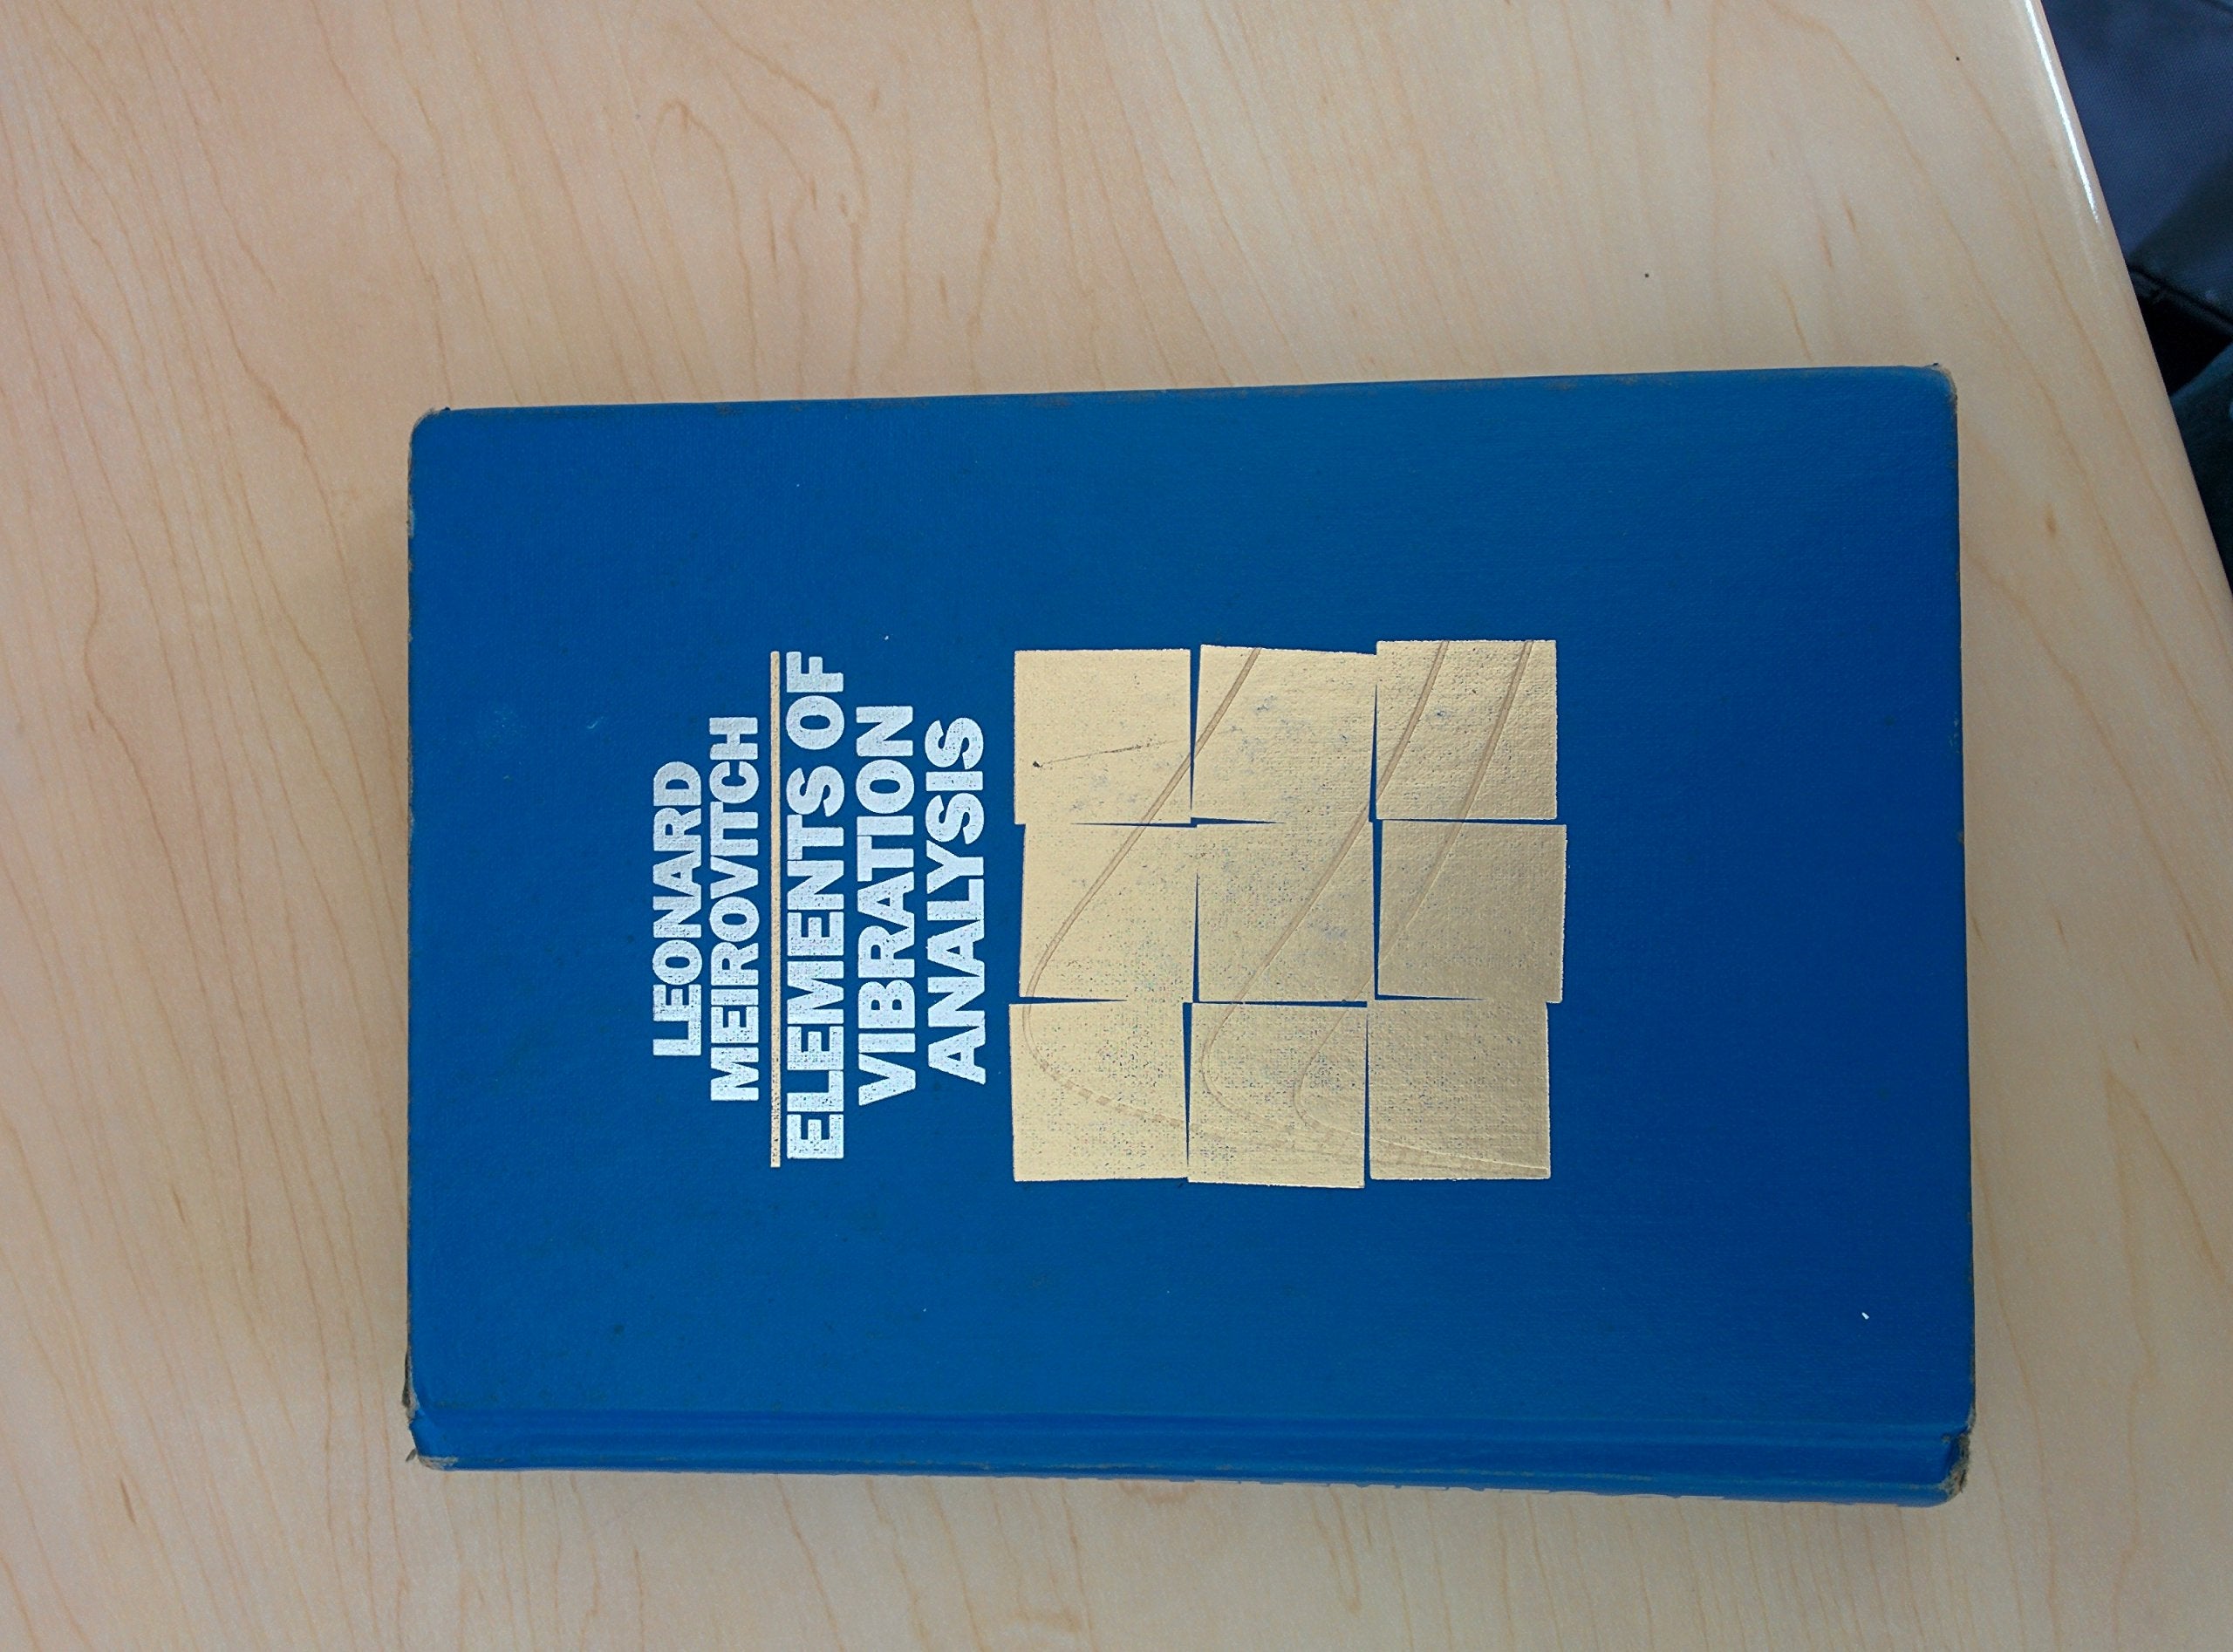 LEONARD
MEIROVITCH
ELEMENTS OF
VIBRATION
ANALYSIS